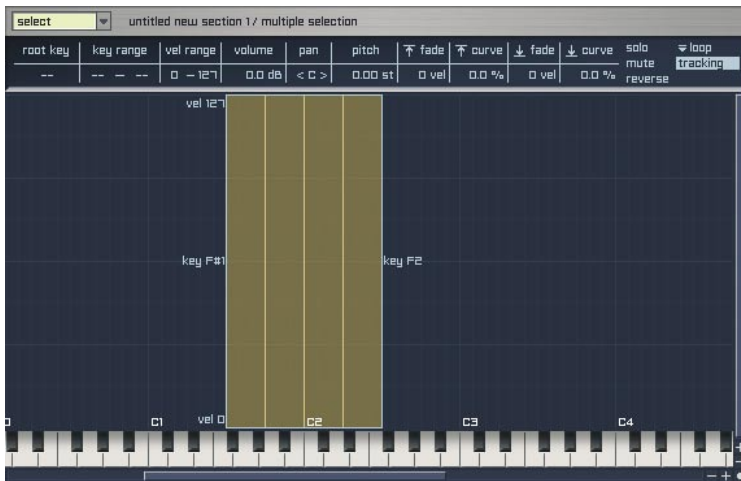 select untitled new section 1 / multiple selection
root key key range vel range volume pan pitch fade curve fade curve solo loop
mute tracking
-- -- – -- 0 – 127 0.0 dB < C > 0.00 st 0 vel 0.0 % 0 vel 0.0 % reverse
vel 127
key F#1 key F2
C1 vel 0 C2 C3 C4